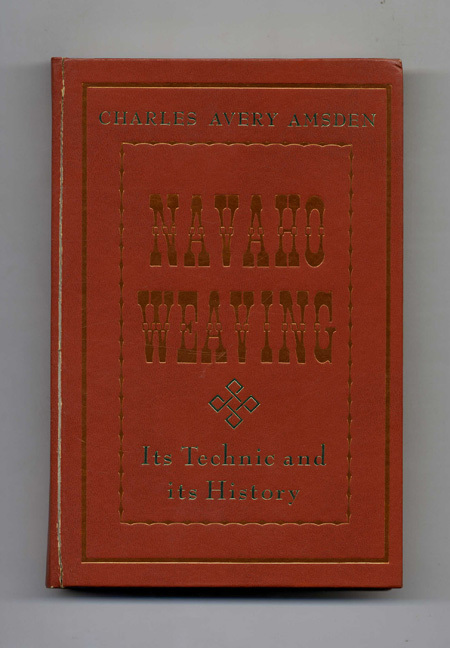 CHARLES AVERY AMSDEN
NAVAHO
WEAVING
Its Technic and
its History